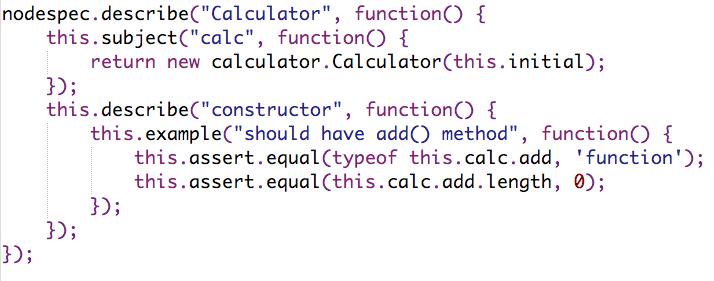 nodespec.describe("Calculator", function() {
    this.subject("calc", function() {
        return new calculator.Calculator(this.initial);
    });
    this.describe("constructor", function() {
        this.example("should have add() method", function() {
            this.assert.equal(typeof this.calc.add, 'function');
            this.assert.equal(this.calc.add.length, 0);
        });
    });
});